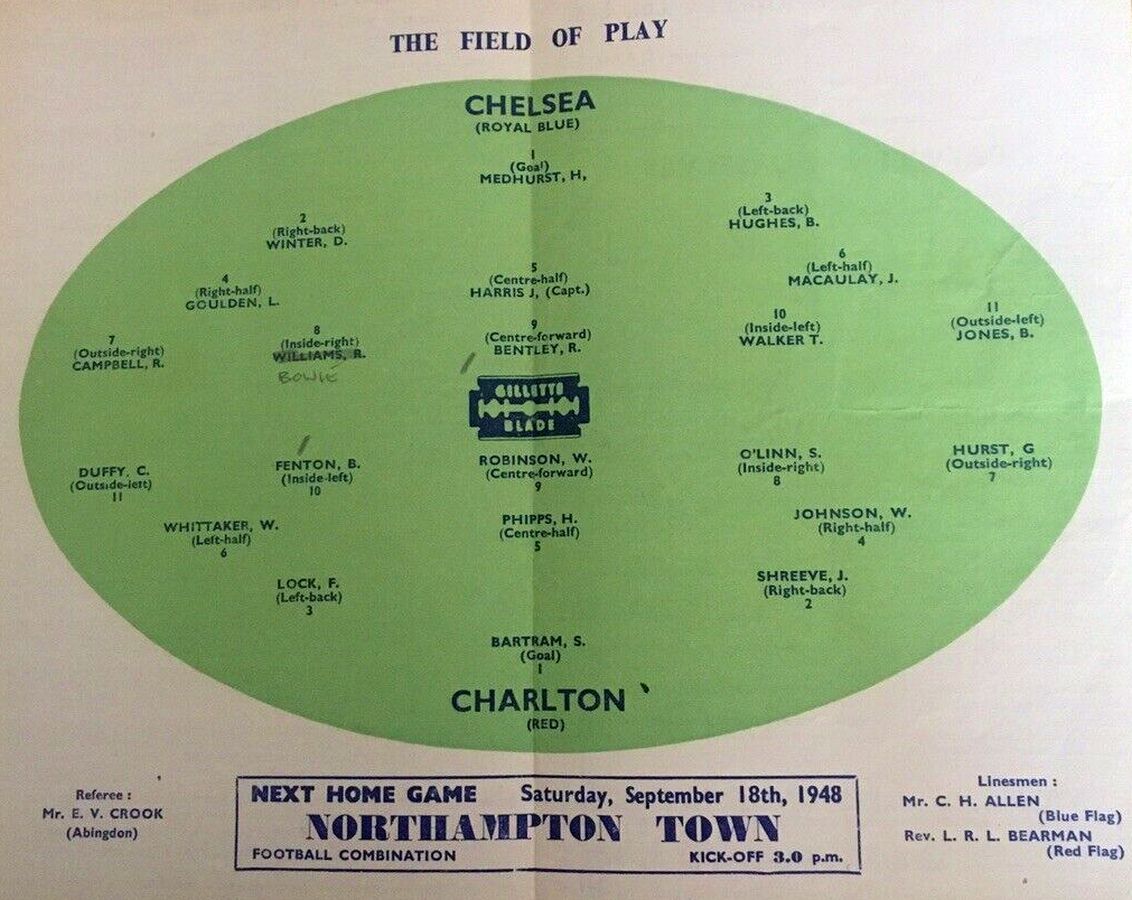 THE FIELD OF PLAY
CHELSEA
(ROYAL BLUE)
1
(Goal)
MEDHURST, H,
2
(Right-back)
WINTER, D.
3
(Left-back)
HUGHES, B.
4
(Right-half)
GOULDEN, L.
5
(Centre-half)
HARRIS J, (Capt.)
6
(Left-half)
MACAULAY, J.
7
(Outside-right)
CAMPBELL, R.
8
(Inside-right)
WILLIAMS, R.
BOWIE
9
(Centre-forward)
BENTLEY, R.
10
(Inside-left)
WALKER T.
11
(Outside-left)
JONES, B.
GILLETTE
BLADE
DUFFY, C.
(Outside-left)
11
FENTON, B.
(Inside-left)
10
ROBINSON, W.
(Centre-forward)
9
O'LINN, S.
(Inside-right)
8
HURST, G
(Outside-right)
7
WHITTAKER, W.
(Left-half)
6
PHIPPS, H.
(Centre-half)
5
JOHNSON, W.
(Right-half)
4
LOCK, F.
(Left-back)
3
SHREEVE, J.
(Right-back)
2
BARTRAM, S.
(Goal)
1
CHARLTON
(RED)
Referee :
Mr. E. V. CROOK
(Abingdon)
NEXT HOME GAME Saturday, September 18th, 1948
NORTHAMPTON TOWN
FOOTBALL COMBINATION KICK-OFF 3.0 p.m.
Linesmen :
Mr. C. H. ALLEN
(Blue Flag)
Rev. L. R. L. BEARMAN
(Red Flag)